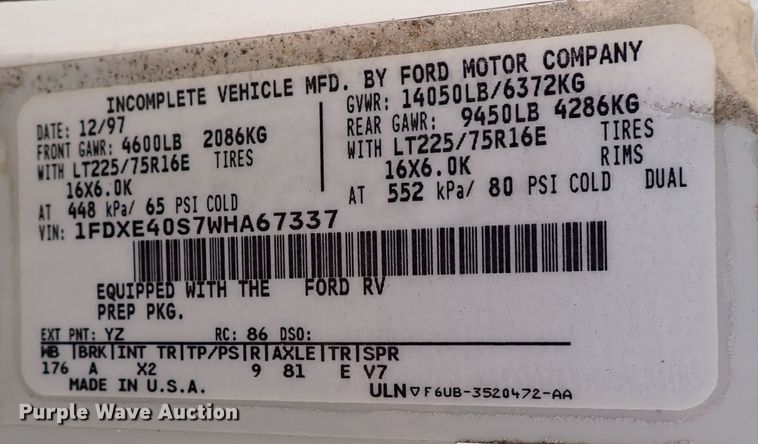 INCOMPLETE VEHICLE MFD. BY FORD MOTOR COMPANY
DATE: 12/97
FRONT GAWR: 4600LB 2086KG
WITH LT225/75R16E TIRES
16X6.0K
AT 448 kPa/ 65 PSI COLD
GVWR: 14050LB/6372KG
REAR GAWR: 9450LB 4286KG
WITH LT225/75R16E TIRES
16X6.0K RIMS
AT 552 kPa/ 80 PSI COLD DUAL
VIN: 1FDXE40S7WHA67337
EQUIPPED WITH THE FORD RV
PREP PKG.
EXT PNT: YZ RC: 86 DSO:
WB |BRK|INT TR|TP/PS|R|AXLE|TR|SPR
176 A X2 9 81 E V7
MADE IN U.S.A.
ULN ▽ F6UB-3520472-AA
Purple Wave Auction